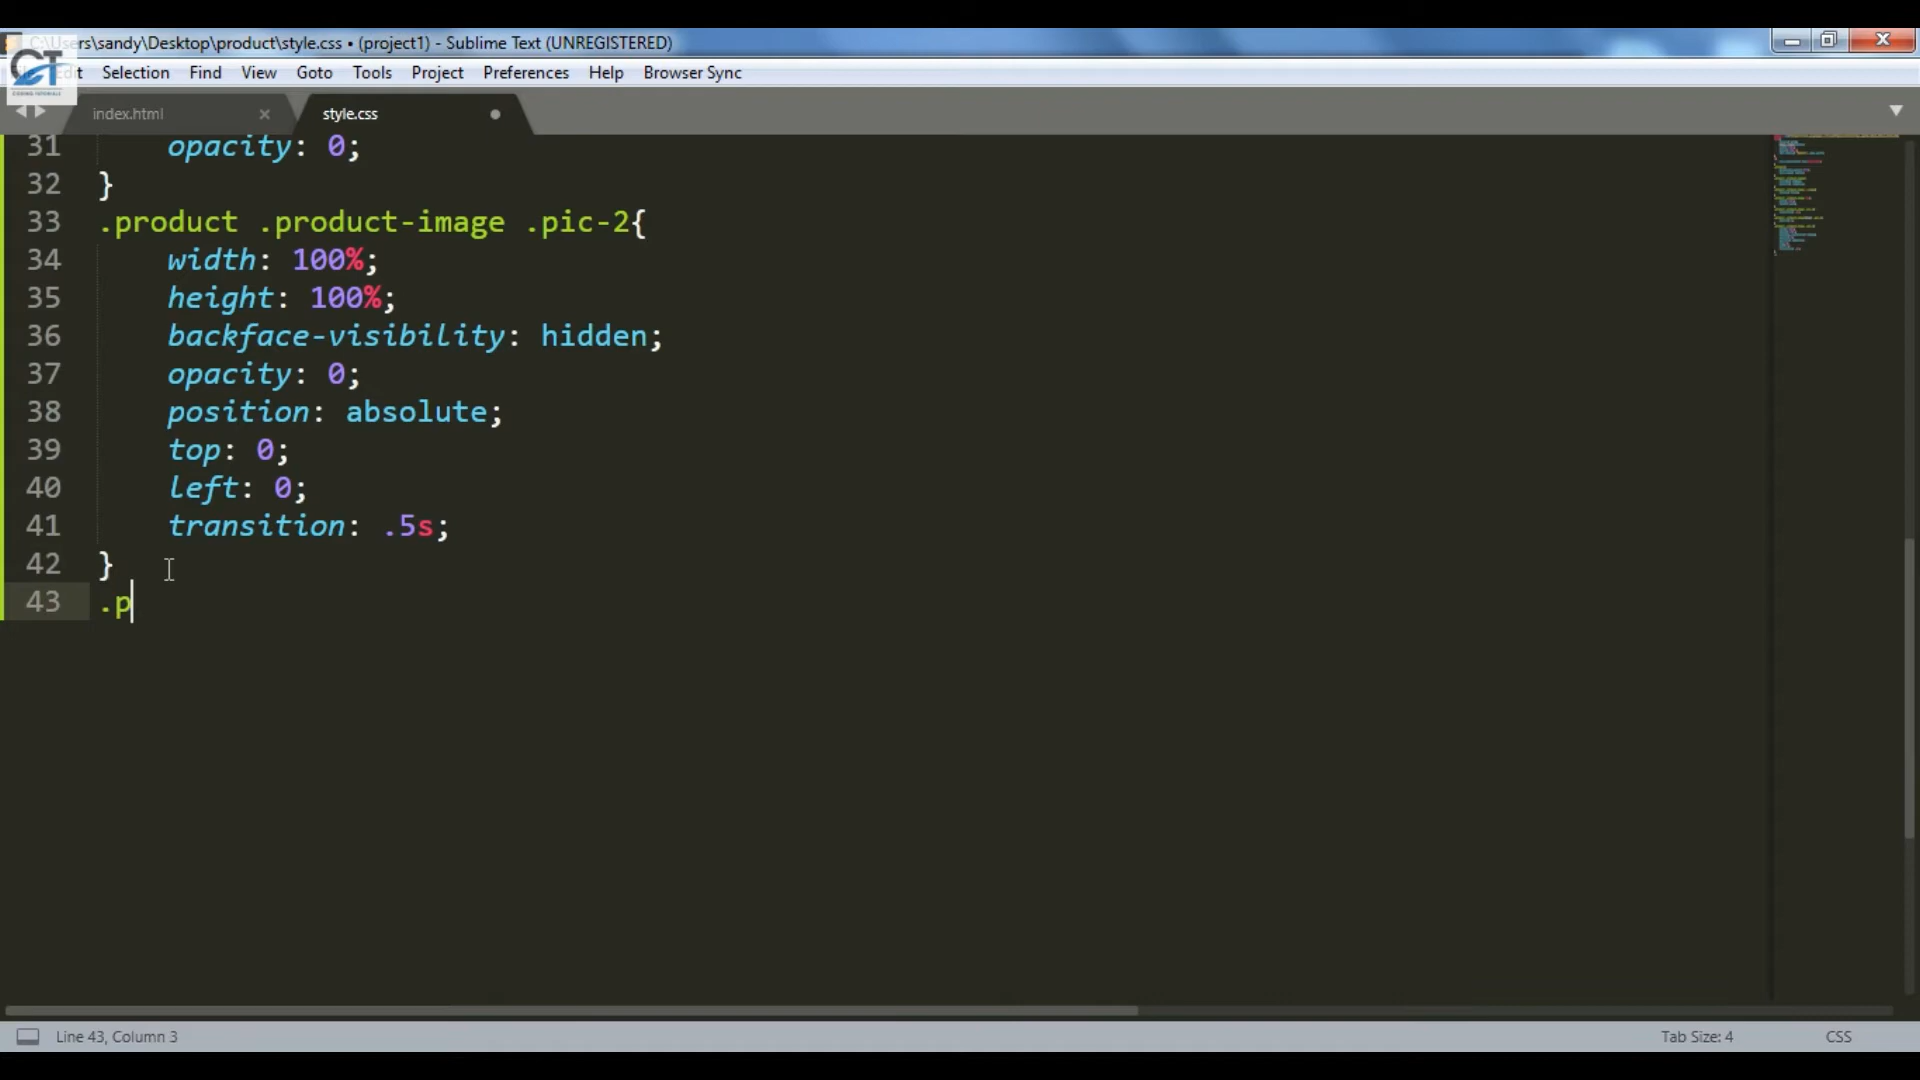 C:\Users\sandy\Desktop\product\style.css • (project1) - Sublime Text (UNREGISTERED)
Edit Selection Find View Goto Tools Project Preferences Help Browser Sync
CT
index.html × style.css
31 opacity: 0;
32 }
33 .product .product-image .pic-2{
34 width: 100%;
35 height: 100%;
36 backface-visibility: hidden;
37 opacity: 0;
38 position: absolute;
39 top: 0;
40 left: 0;
41 transition: .5s;
42 }
43 .p
Line 43, Column 3 Tab Size: 4 CSS